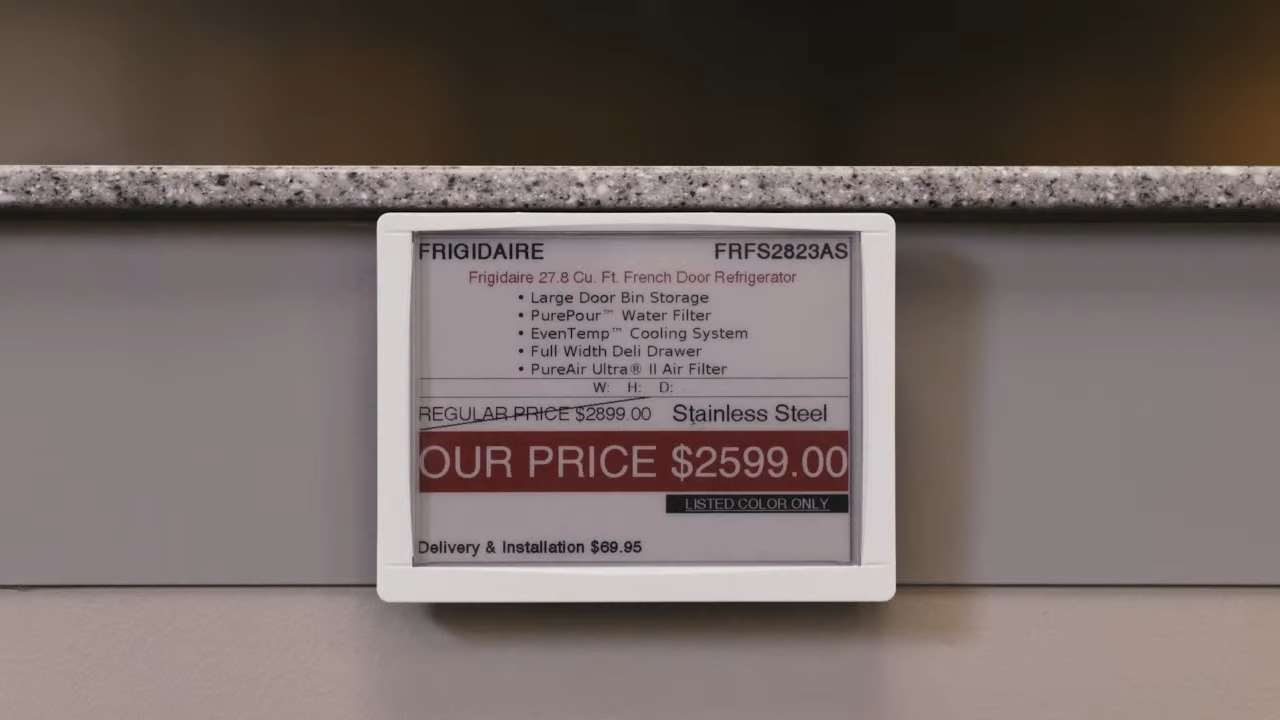 FRIGIDAIRE FRFS2823AS
Frigidaire 27.8 Cu. Ft. French Door Refrigerator
• Large Door Bin Storage
• PurePour™ Water Filter
• EvenTemp™ Cooling System
• Full Width Deli Drawer
• PureAir Ultra® II Air Filter
W: H: D:
REGULAR PRICE $2899.00 Stainless Steel
OUR PRICE $2599.00
LISTED COLOR ONLY
Delivery & Installation $69.95